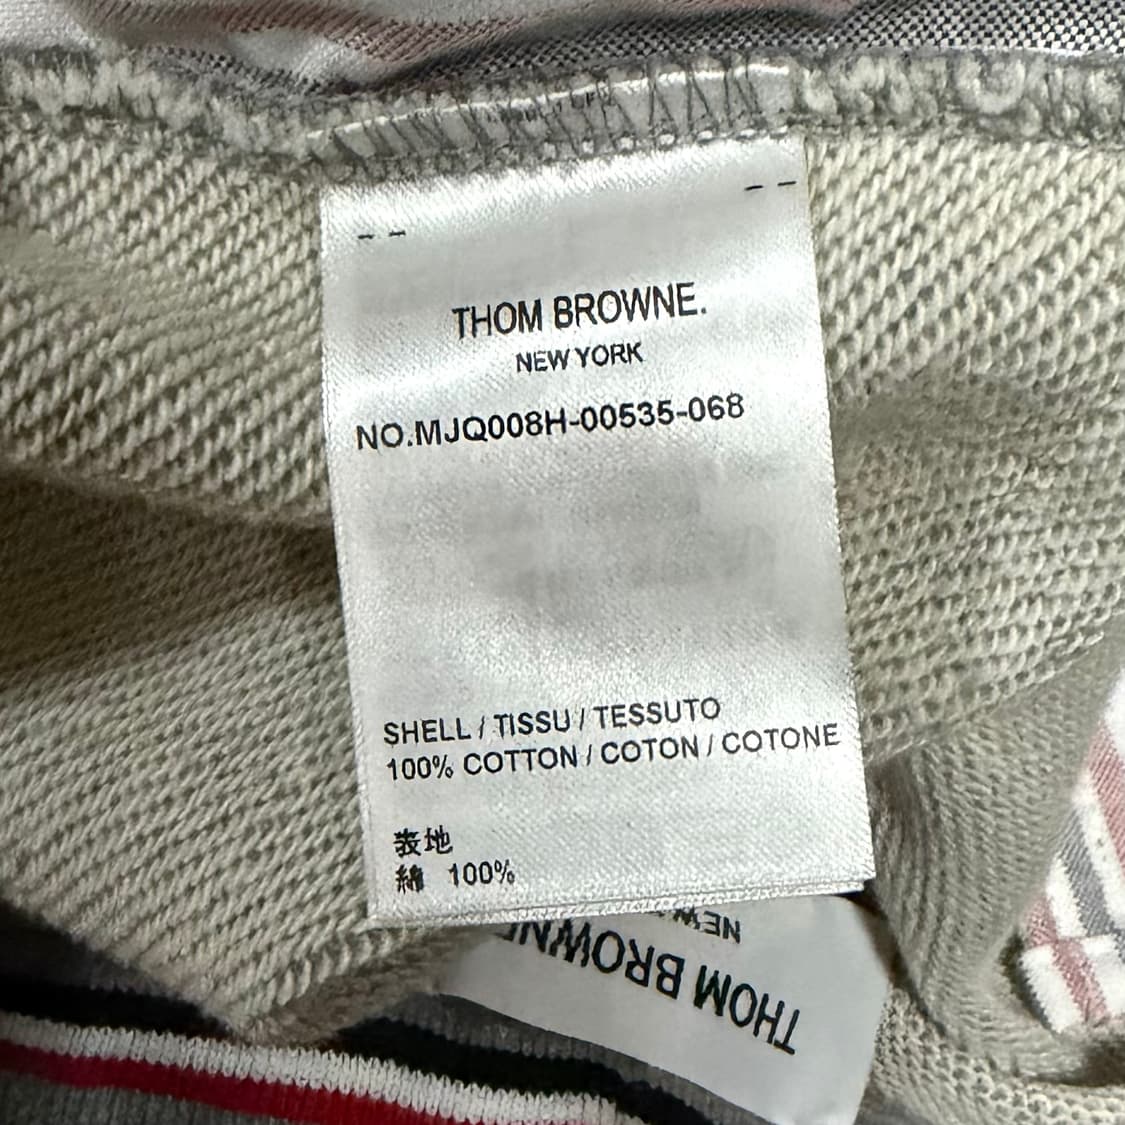 THOM BROWNE.
NEW YORK
NO.MJQ008H-00535-068
SHELL / TISSU / TESSUTO
100% COTTON / COTON / COTONE
表地
綿 100%
THOM BROWNE
NEW